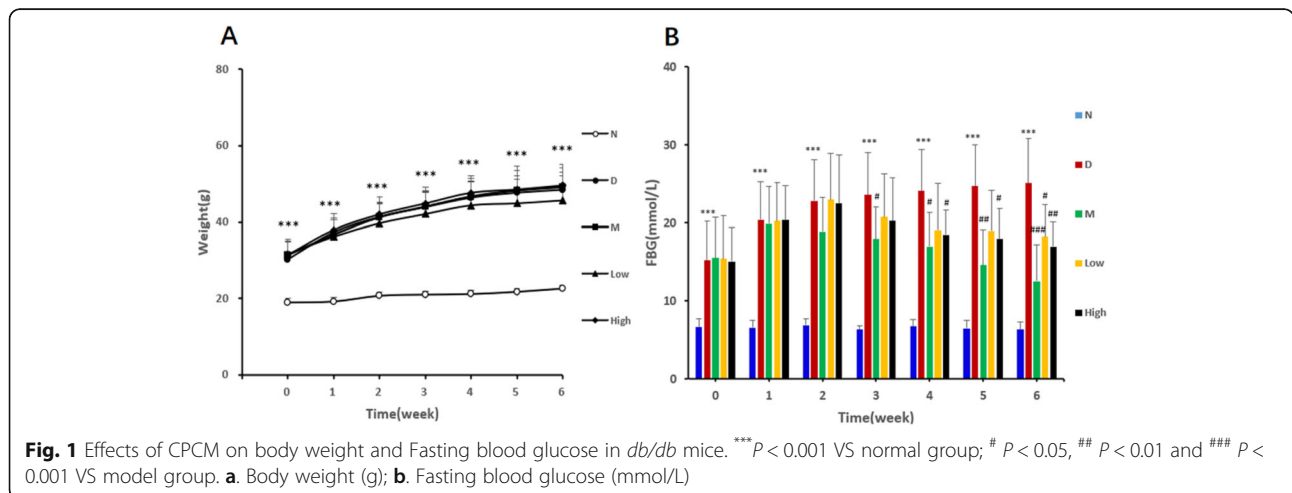 A
B
80
60
40
20
0
Weight(g)
***
***
***
***
***
***
***
0 1 2 3 4 5 6
Time(week)
N
D
M
Low
High
40
30
20
10
0
FBG(mmol/L)
***
***
***
***
#
***
# #
***
## #
***
### # ##
0 1 2 3 4 5 6
Time(week)
N
D
M
Low
High
Fig. 1 Effects of CPCM on body weight and Fasting blood glucose in db/db mice. ***P < 0.001 VS normal group; # P < 0.05, ## P < 0.01 and ### P <
0.001 VS model group. a. Body weight (g); b. Fasting blood glucose (mmol/L)